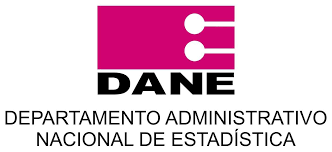 DANE
DEPARTAMENTO ADMINISTRATIVO
NACIONAL DE ESTADÍSTICA